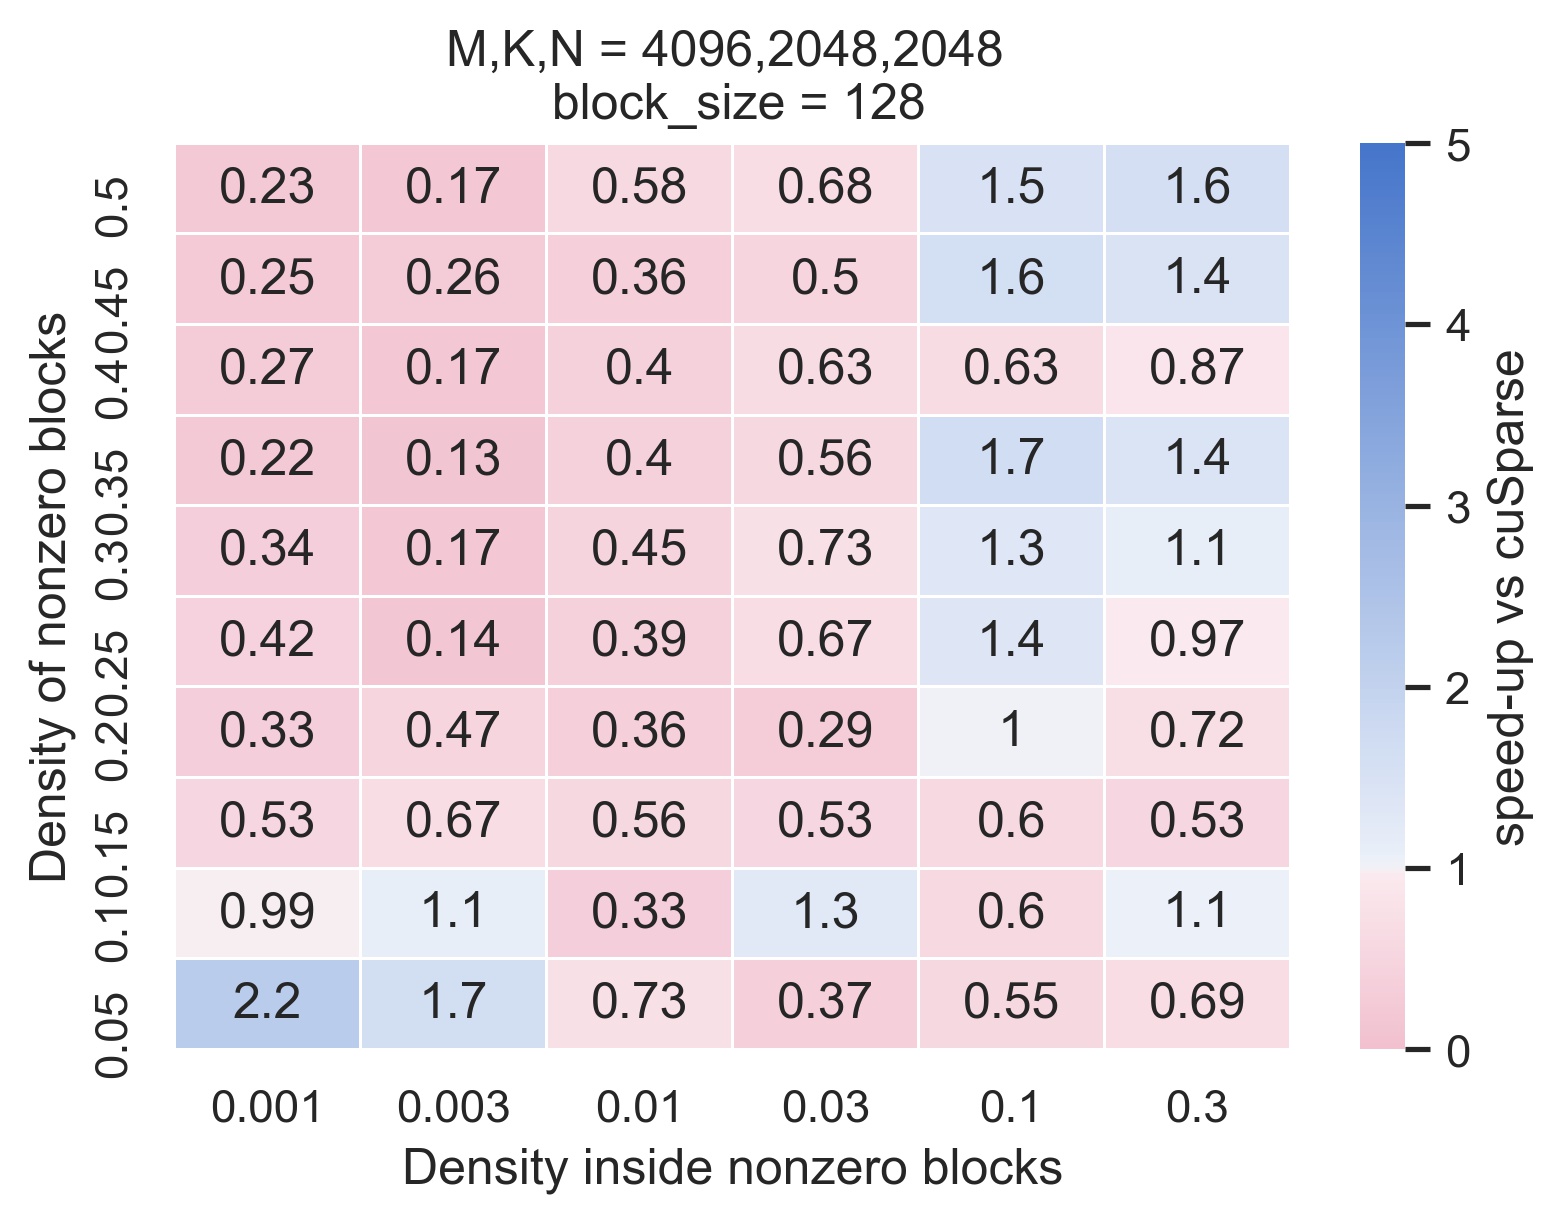 M,K,N = 4096,2048,2048
block_size = 128
Density of nonzero blocks
0.5 0.23 0.17 0.58 0.68 1.5 1.6
0.45 0.25 0.26 0.36 0.5 1.6 1.4
0.4 0.27 0.17 0.4 0.63 0.63 0.87
0.35 0.22 0.13 0.4 0.56 1.7 1.4
0.3 0.34 0.17 0.45 0.73 1.3 1.1
0.25 0.42 0.14 0.39 0.67 1.4 0.97
0.2 0.33 0.47 0.36 0.29 1 0.72
0.15 0.53 0.67 0.56 0.53 0.6 0.53
0.1 0.99 1.1 0.33 1.3 0.6 1.1
0.05 2.2 1.7 0.73 0.37 0.55 0.69
0.001 0.003 0.01 0.03 0.1 0.3
Density inside nonzero blocks
5
4
3
2
1
0
speed-up vs cuSparse